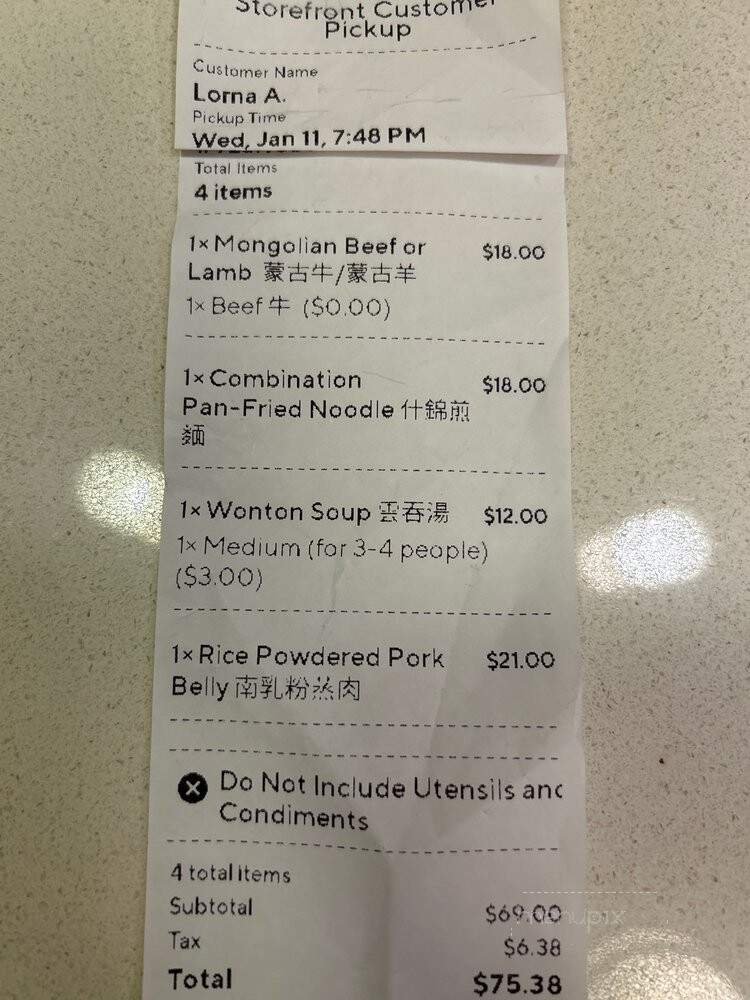 Storefront Customer
Pickup
Customer Name
Lorna A.
Pickup Time
Wed, Jan 11, 7:48 PM
Total Items
4 items
1× Mongolian Beef or $18.00
Lamb 蒙古牛/蒙古羊
1× Beef 牛 ($0.00)
1× Combination $18.00
Pan-Fried Noodle 什錦煎
麵
1× Wonton Soup 雲吞湯 $12.00
1× Medium (for 3-4 people)
($3.00)
1× Rice Powdered Pork $21.00
Belly 南乳粉蒸肉
Do Not Include Utensils and
Condiments
4 total items
Subtotal $69.00
Tax $6.38
Total $75.38
menupix